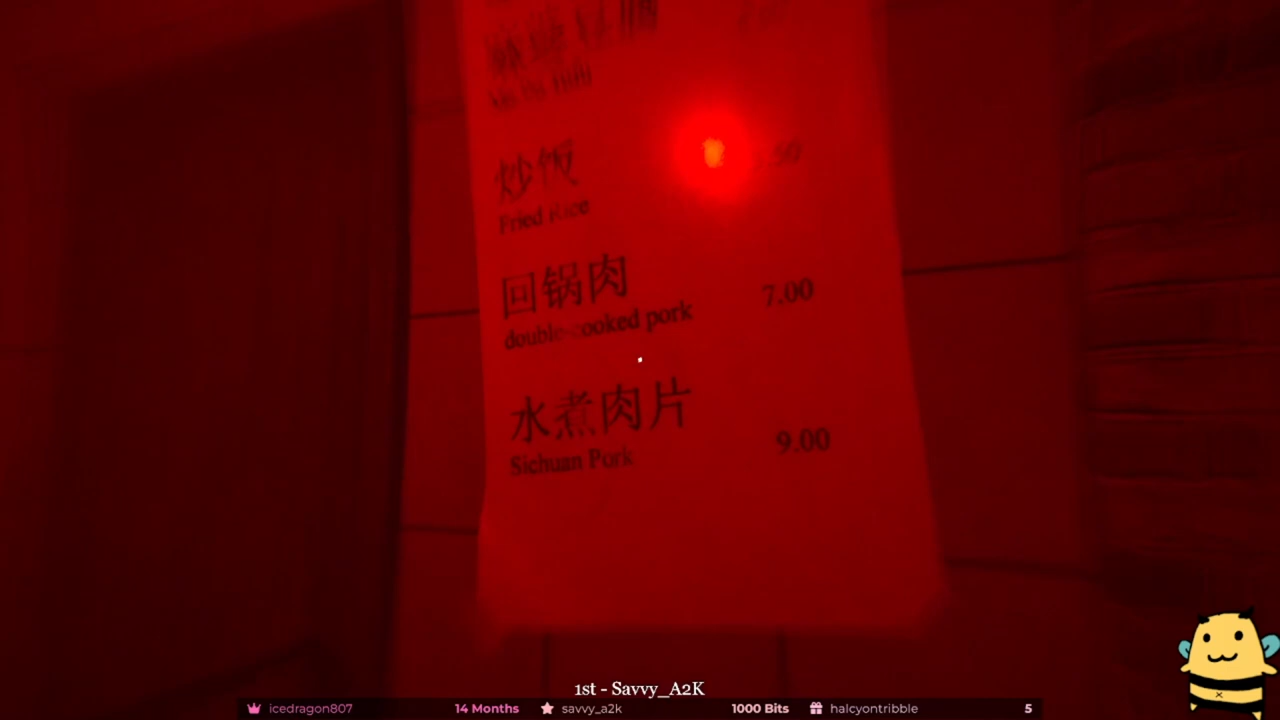 炒饭
Fried Rice
回锅肉
double-cooked pork
7.00
水煮肉片
Sichuan Pork
9.00
1st - Savvy_A2K
icedragon807
14 Months
savvy_a2k
1000 Bits
halcyontribble
5